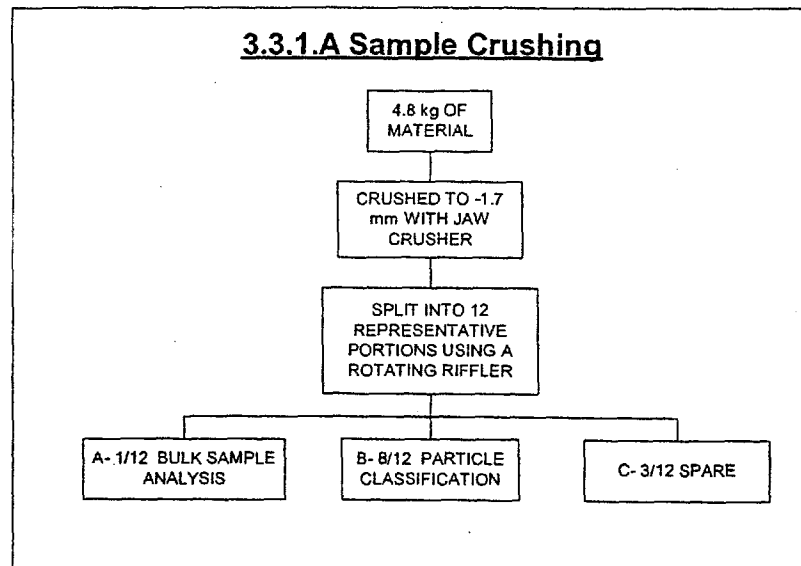 3.3.1.A Sample Crushing
4.8 kg OF
MATERIAL
CRUSHED TO -1.7
mm WITH JAW
CRUSHER
SPLIT INTO 12
REPRESENTATIVE
PORTIONS USING A
ROTATING RIFFLER
A- 1/12 BULK SAMPLE
ANALYSIS
B- 8/12 PARTICLE
CLASSIFICATION
C- 3/12 SPARE